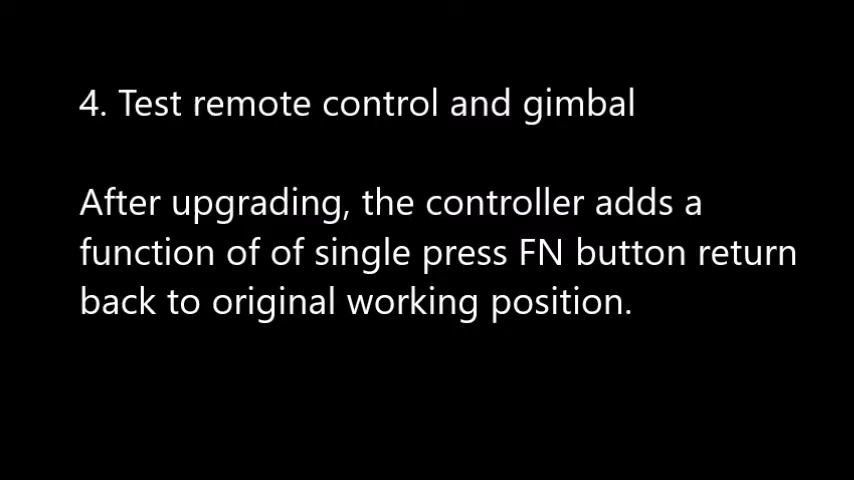 4. Test remote control and gimbal
After upgrading, the controller adds a
function of of single press FN button return
back to original working position.